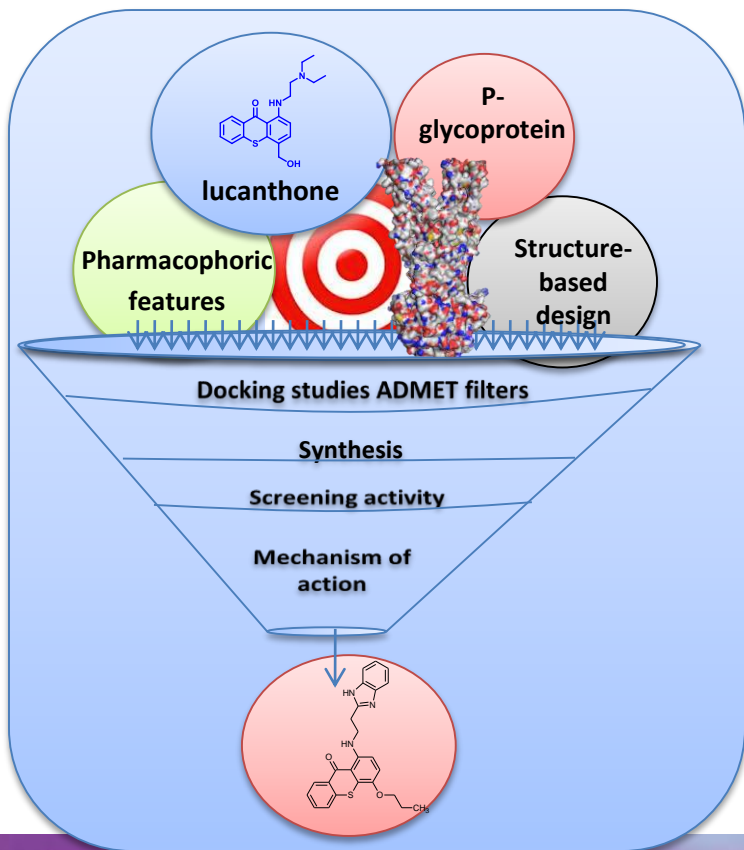 N
O
HN
S
OH
lucanthone
P-
glycoprotein
Pharmacophoric
features
Structure-
based
design
Docking studies ADMET filters
Synthesis
Screening activity
Mechanism of
action
HN
N
HN
O
S
O
CH3